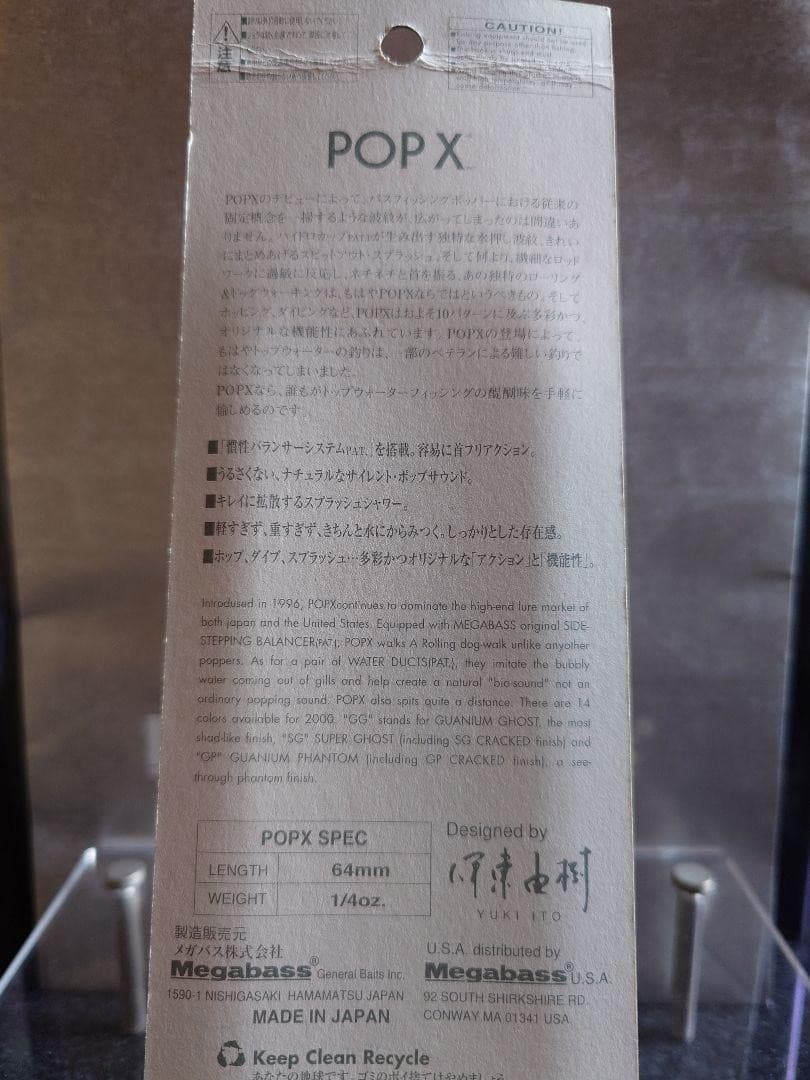 注意
CAUTION!
POP X
POPXのデビューによって、バスフィッシングポッパーにおける従来の
固定概念を一掃するような波紋が、広がってしまったのは間違いあ
りません。ハイドロカップ(PAT.)が生み出す独特な水押し波紋、きれい
にまとめあげるスピットアウト・スプラッシュ、そして何より、繊細なロッド
ワークに過敏に反応し、ネチネチと首を振る、あの独特のローリング
&ドッグウォーキングは、もはやPOPXならではというべきもの。そして
ホッピング、ダイビングなど、POPXはおよそ10パターンに及ぶ多彩かつ、
オリジナルな機能性にあふれています。POPXの登場によって、
もはやトップウォーターの釣りは、一部のベテランによる難しい釣りで
はなくなってしまいました。
POPXなら、誰もがトップウォーターフィッシングの醍醐味を手軽に
愉しめるのです。
■「慣性バランサーシステムPAT.」を搭載。容易に首フリアクション。
■うるさくない、ナチュラルなサイレント・ポップサウンド。
■キレイに拡散するスプラッシュシャワー。
■軽すぎず、重すぎず、きちんと水にからみつく。しっかりとした存在感。
■ホップ、ダイブ、スプラッシュ…多彩かつオリジナルな「アクション」と「機能性」。
Introdused in 1996, POPXcontinues to dominate the high-end lure market of
both japan and the United States. Equipped with MEGABASS original SIDE-
STEPPING BALANCER(PAT.), POPX walks A Rolling dog-walk unlike anyother
poppers. As for a pair of WATER DUCTS(PAT.), they imitate the bubbly
water coming out of gills and help create a natural "bio-sound" not an
ordinary popping sound. POPX also spits quite a distance. There are 14
colors available for 2000. "GG" stands for GUANIUM GHOST, the most
shad-like finish, "SG" SUPER GHOST (including SG CRACKED finish) and
"GP" GUANIUM PHANTOM (including GP CRACKED finish), a see-
through phantom finish.
POPX SPEC
LENGTH 64mm
WEIGHT 1/4oz.
Designed by
伊東由樹
YUKI ITO
製造販売元
メガバス株式会社
Megabass® General Baits Inc.
1590-1 NISHIGASAKI HAMAMATSU JAPAN
MADE IN JAPAN
U.S.A. distributed by
Megabass® U.S.A.
92 SOUTH SHIRKSHIRE RD.
CONWAY MA 01341 USA
Keep Clean Recycle
あなたの地球です。ゴミのポイ捨てはやめましょう